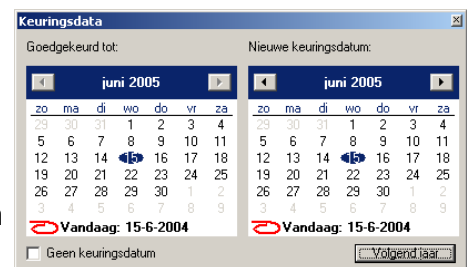 Keuringsdata
Goedgekeurd tot:
juni 2005
zo ma di wo do vr za
29 30 31 1 2 3 4
5 6 7 8 9 10 11
12 13 14 15 16 17 18
19 20 21 22 23 24 25
26 27 28 29 30 1 2
3 4 5 6 7 8 9
Vandaag: 15-6-2004
Nieuwe keuringsdatum:
juni 2005
zo ma di wo do vr za
29 30 31 1 2 3 4
5 6 7 8 9 10 11
12 13 14 15 16 17 18
19 20 21 22 23 24 25
26 27 28 29 30 1 2
3 4 5 6 7 8 9
Vandaag: 15-6-2004
Geen keuringsdatum
Volgend jaar